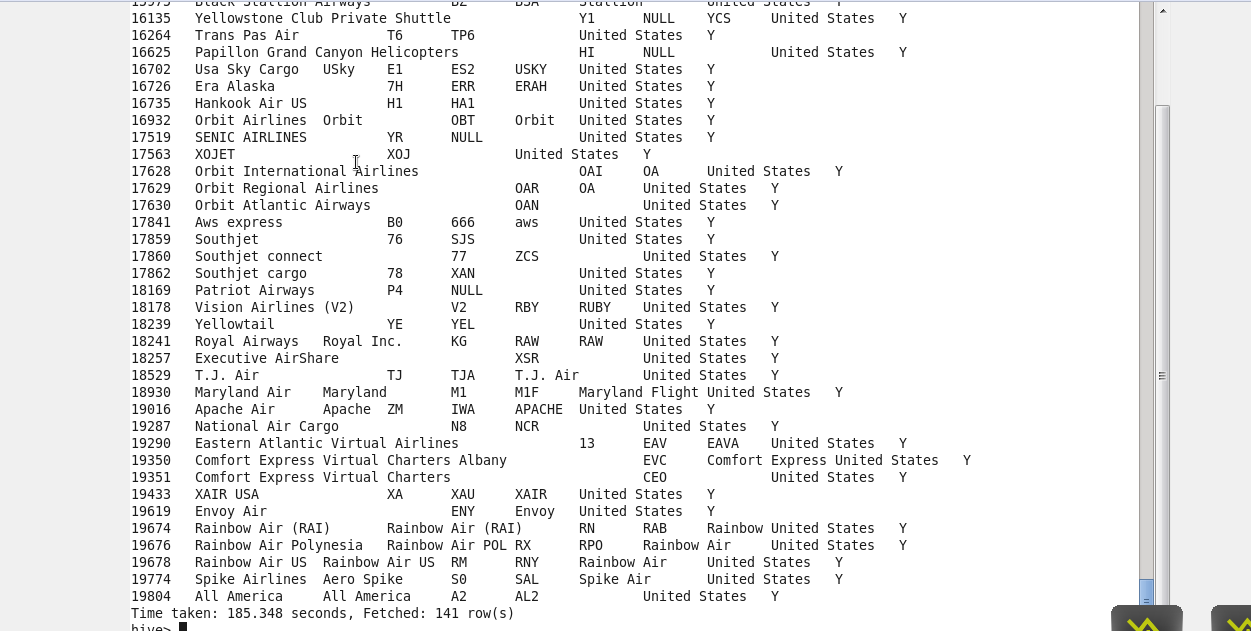 16135 Yellowstone Club Private Shuttle Y1 NULL YCS United States Y
16264 Trans Pas Air T6 TP6 United States Y
16625 Papillon Grand Canyon Helicopters HI NULL United States Y
16702 Usa Sky Cargo USky E1 ES2 USKY United States Y
16726 Era Alaska 7H ERR ERAH United States Y
16735 Hankook Air US H1 HA1 United States Y
16932 Orbit Airlines Orbit OBT Orbit United States Y
17519 SENIC AIRLINES YR NULL United States Y
17563 XOJET XOJ United States Y
17628 Orbit International Airlines OAI OA United States Y
17629 Orbit Regional Airlines OAR OA United States Y
17630 Orbit Atlantic Airways OAN United States Y
17841 Aws express B0 666 aws United States Y
17859 Southjet 76 SJS United States Y
17860 Southjet connect 77 ZCS United States Y
17862 Southjet cargo 78 XAN United States Y
18169 Patriot Airways P4 NULL United States Y
18178 Vision Airlines (V2) V2 RBY RUBY United States Y
18239 Yellowtail YE YEL United States Y
18241 Royal Airways Royal Inc. KG RAW RAW United States Y
18257 Executive AirShare XSR United States Y
18529 T.J. Air TJ TJA T.J. Air United States Y
18930 Maryland Air Maryland M1 M1F Maryland Flight United States Y
19016 Apache Air Apache ZM IWA APACHE United States Y
19287 National Air Cargo N8 NCR United States Y
19290 Eastern Atlantic Virtual Airlines 13 EAV EAVA United States Y
19350 Comfort Express Virtual Charters Albany EVC Comfort Express United States Y
19351 Comfort Express Virtual Charters CEO United States Y
19433 XAIR USA XA XAU XAIR United States Y
19619 Envoy Air ENY Envoy United States Y
19674 Rainbow Air (RAI) Rainbow Air (RAI) RN RAB Rainbow United States Y
19676 Rainbow Air Polynesia Rainbow Air POL RX RPO Rainbow Air United States Y
19678 Rainbow Air US Rainbow Air US RM RNY Rainbow Air United States Y
19774 Spike Airlines Aero Spike S0 SAL Spike Air United States Y
19804 All America All America A2 AL2 United States Y
Time taken: 185.348 seconds, Fetched: 141 row(s)
hive>